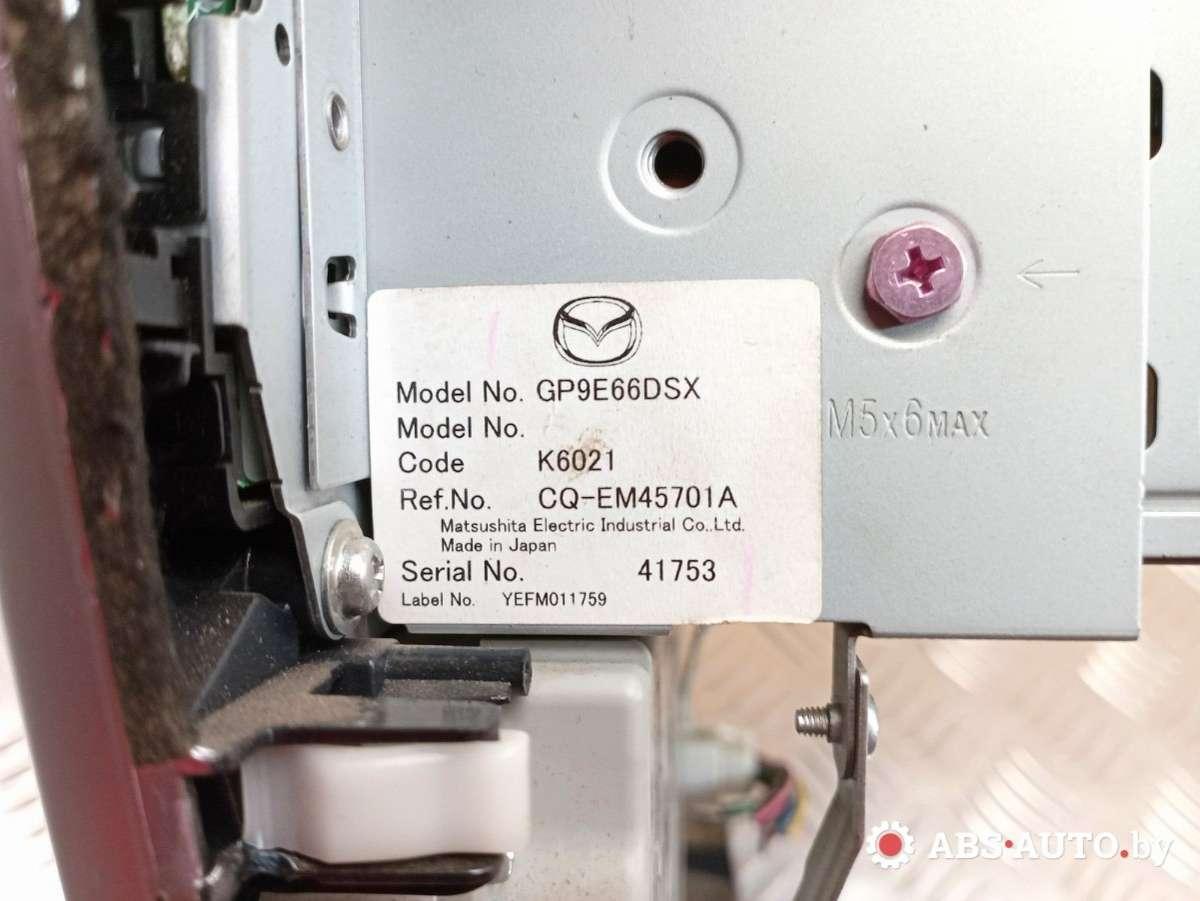 Model No. GP9E66DSX
Model No.
Code K6021
Ref.No. CQ-EM45701A
Matsushita Electric Industrial Co.,Ltd.
Made in Japan
Serial No. 41753
Label No. YEFM011759
←
M5x6MAX
ABS-AUTO.by